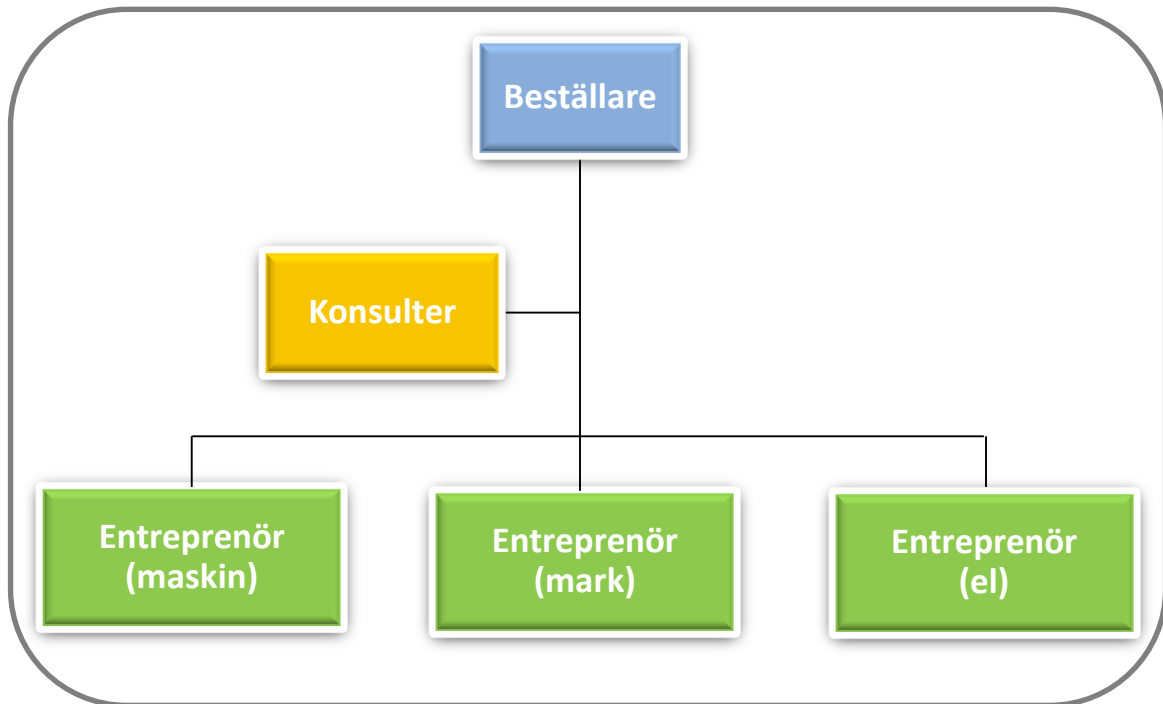 Beställare
Konsulter
Entreprenör
(maskin)
Entreprenör
(mark)
Entreprenör
(el)